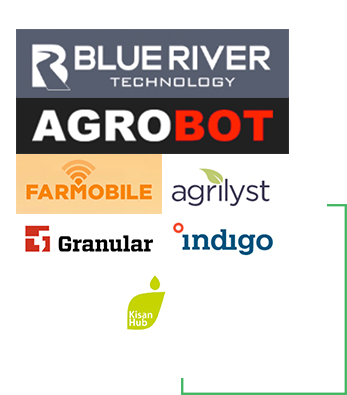 BLUE RIVER
TECHNOLOGY
AGROBOT
FARMOBILE
agrilyst
Granular
indigo
Kisan
Hub